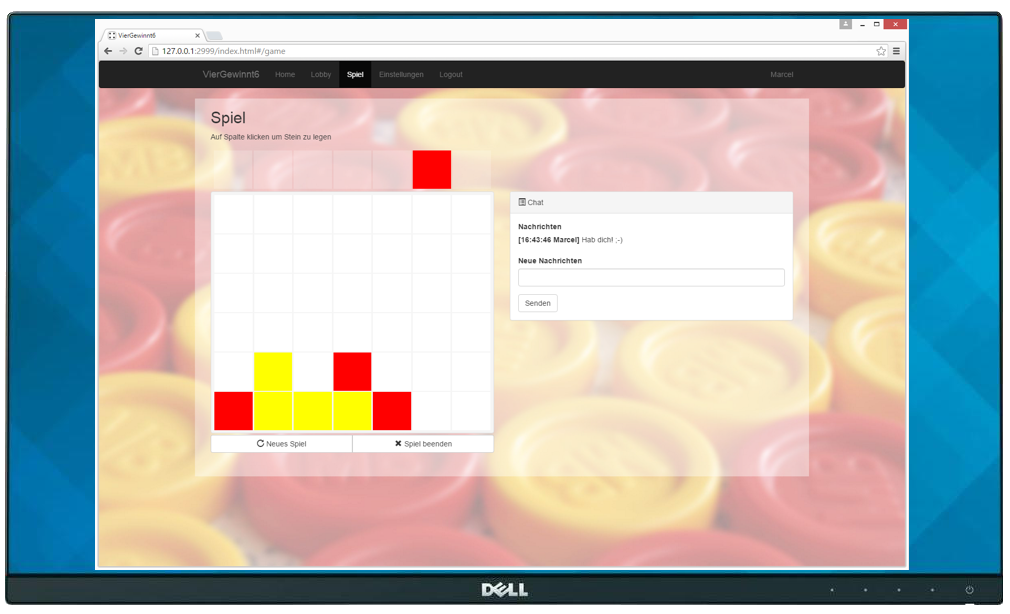 VierGewinnt6
127.0.0.1:2999/index.html#/game
VierGewinnt6 Home Lobby Spiel Einstellungen Logout Marcel
Spiel
Auf Spalte klicken um Stein zu legen
Chat
Nachrichten
[16:43:46 Marcel] Hab dich! ;-)
Neue Nachrichten
Senden
Neues Spiel Spiel beenden
DELL